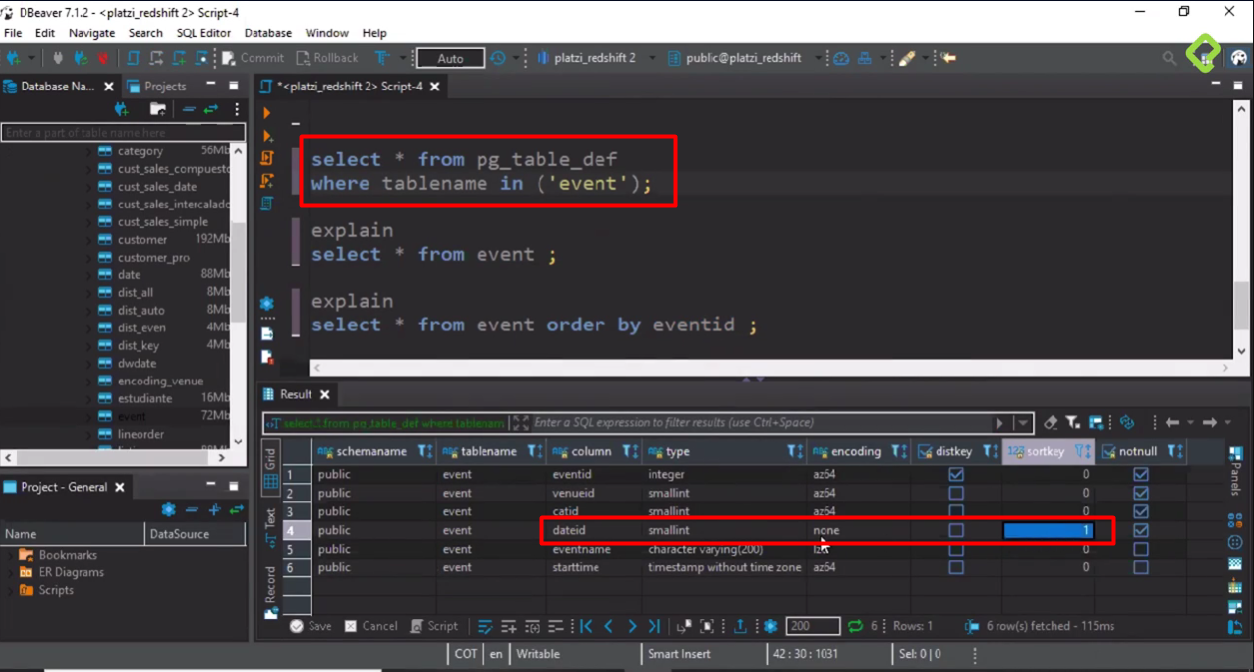 DBeaver 7.1.2 - <platzi_redshift 2> Script-4
File Edit Navigate Search SQL Editor Database Window Help
Commit Rollback Auto platzi_redshift 2 public@platzi_redshift
Database Na... Projects
*<platzi_redshift 2> Script-4
Enter a part of table name here
category 56Mb
cust_sales_compuesto
cust_sales_date
cust_sales_intercalado
cust_sales_simple
customer 192Mb
customer_pro
date 88Mb
dist_all 8Mb
dist_auto 8Mb
dist_even 4Mb
dist_key 4Mb
dwdate
encoding_venue
estudiante 16Mb
event 72Mb
lineorder
select * from pg_table_def
where tablename in ('event');
explain
select * from event ;
explain
select * from event order by eventid ;
Project - General
Name DataSource
Bookmarks
ER Diagrams
Scripts
Result
select * from pg_table_def where tablenam Enter a SQL expression to filter results (use Ctrl+Space)
Grid
Text
Record
Panels
schemaname tablename column type encoding distkey 123 sortkey notnull
1 public event eventid integer az64 0
2 public event venueid smallint az64 0
3 public event catid smallint az64 0
4 public event dateid smallint none 1
5 public event eventname character varying(200) 0
6 public event starttime timestamp without time zone az64 0
Save Cancel Script 200 6 Rows: 1 6 row(s) fetched - 115ms
COT en Writable Smart Insert 42 : 30 : 1031 Sel: 0 | 0